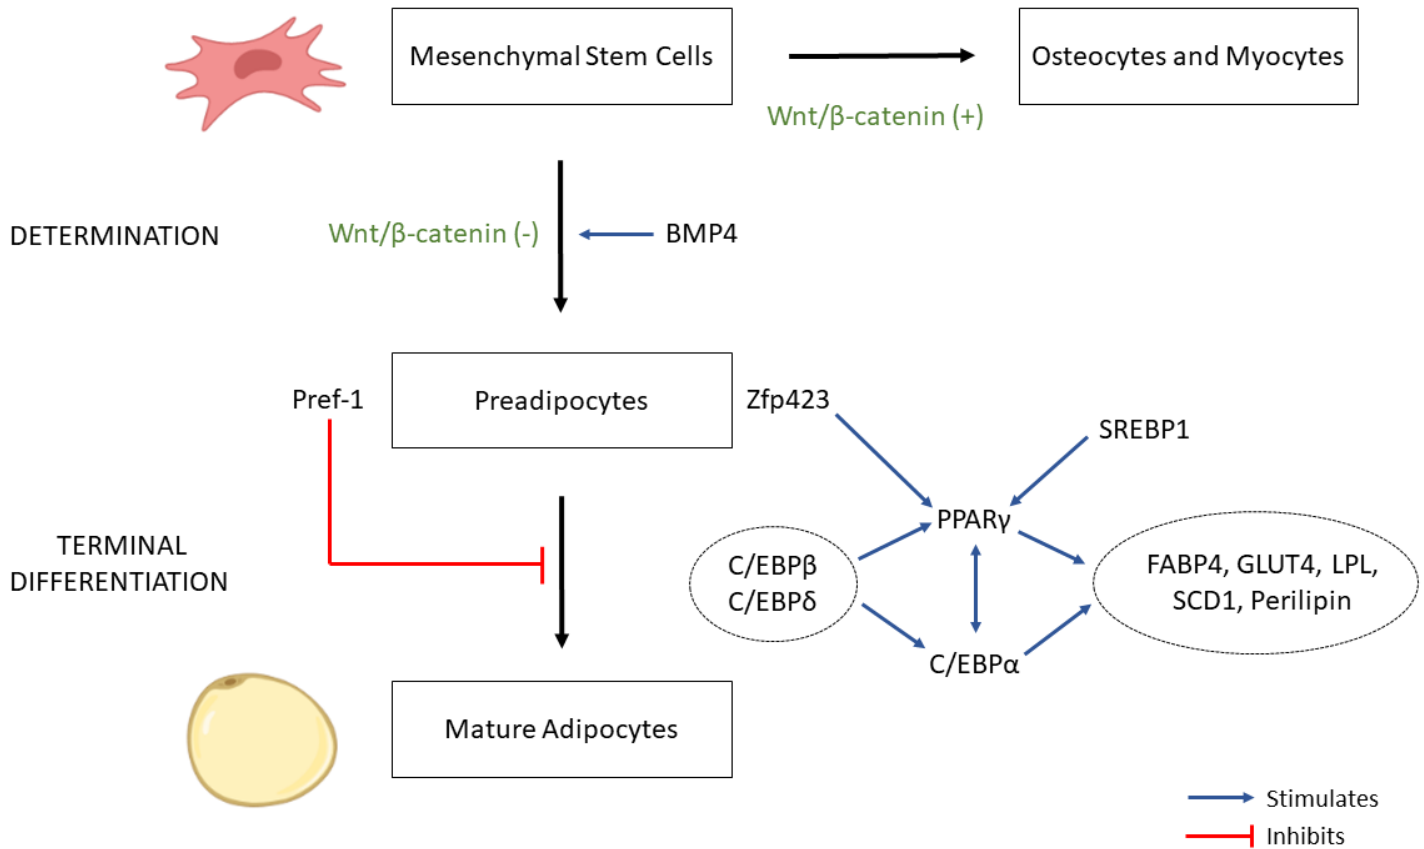 Mesenchymal Stem Cells
Osteocytes and Myocytes
Wnt/β-catenin (+)
DETERMINATION
Wnt/β-catenin (-)
BMP4
Pref-1
Preadipocytes
Zfp423
SREBP1
PPARγ
TERMINAL
DIFFERENTIATION
C/EBPβ
C/EBPδ
FABP4, GLUT4, LPL,
SCD1, Perilipin
C/EBPα
Mature Adipocytes
Stimulates
Inhibits